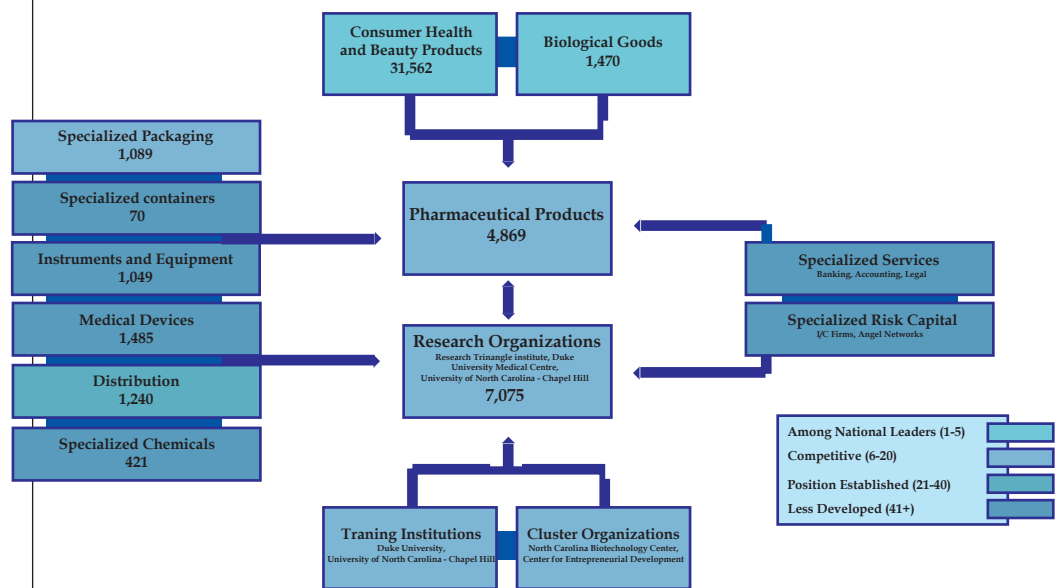 Consumer Health
and Beauty Products
31,562
Biological Goods
1,470
Specialized Packaging
1,089
Specialized containers
70
Instruments and Equipment
1,049
Medical Devices
1,485
Distribution
1,240
Specialized Chemicals
421
Pharmaceutical Products
4,869
Research Organizations
Research Trinangle institute, Duke
University Medical Centre,
University of North Carolina - Chapel Hill
7,075
Specialized Services
Banking, Accounting, Legal
Specialized Risk Capital
I/C Firms, Angel Networks
Traning Institutions
Duke University,
University of North Carolina - Chapel Hill
Cluster Organizations
North Carolina Biotechnology Center,
Center for Entrepreneurial Development
Among National Leaders (1-5)
Competitive (6-20)
Position Established (21-40)
Less Developed (41+)